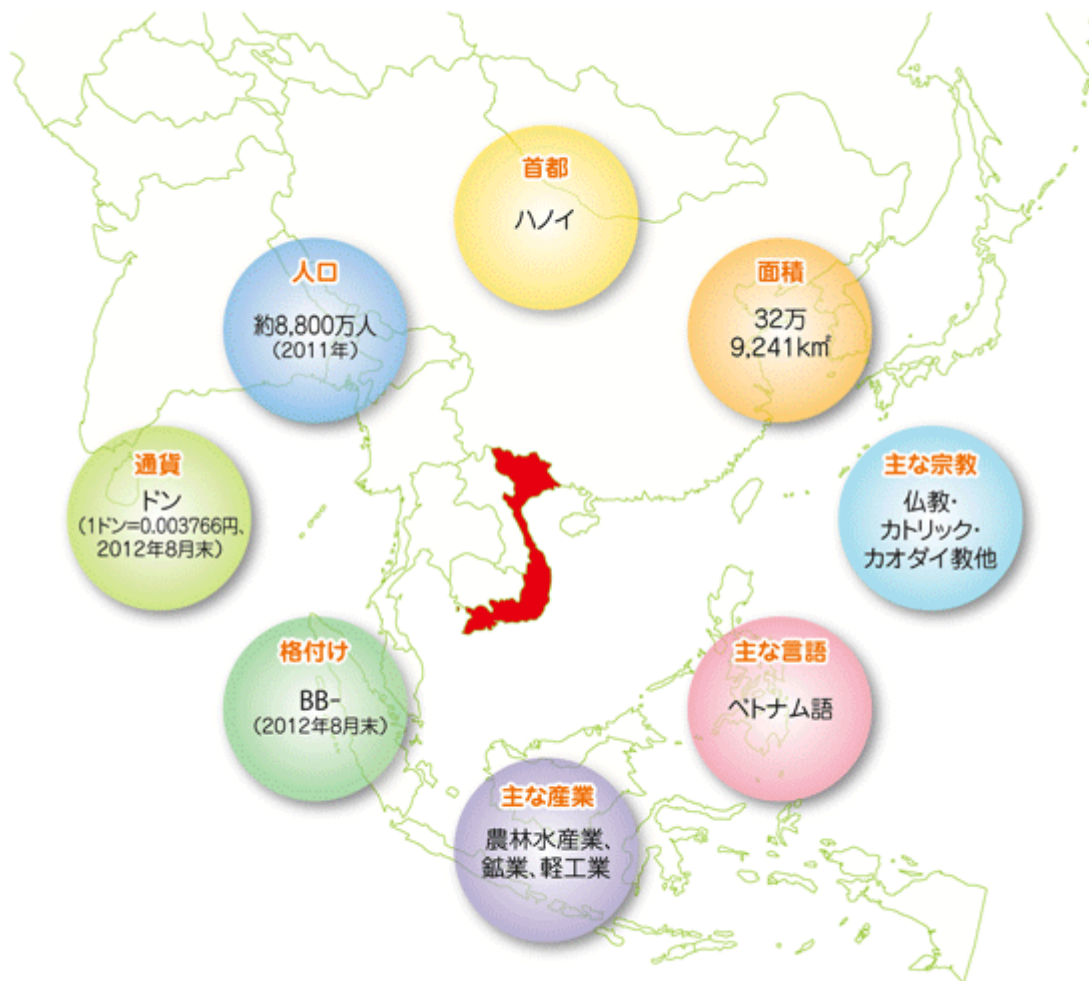 首都
ハノイ
人口
約8,800万人
(2011年)
面積
32万
9,241k㎡
通貨
ドン
(1ドン=0.003766円、
2012年8月末)
主な宗教
仏教・
カトリック・
カオダイ教他
格付け
BB-
(2012年8月末)
主な言語
ベトナム語
主な産業
農林水産業、
鉱業、軽工業